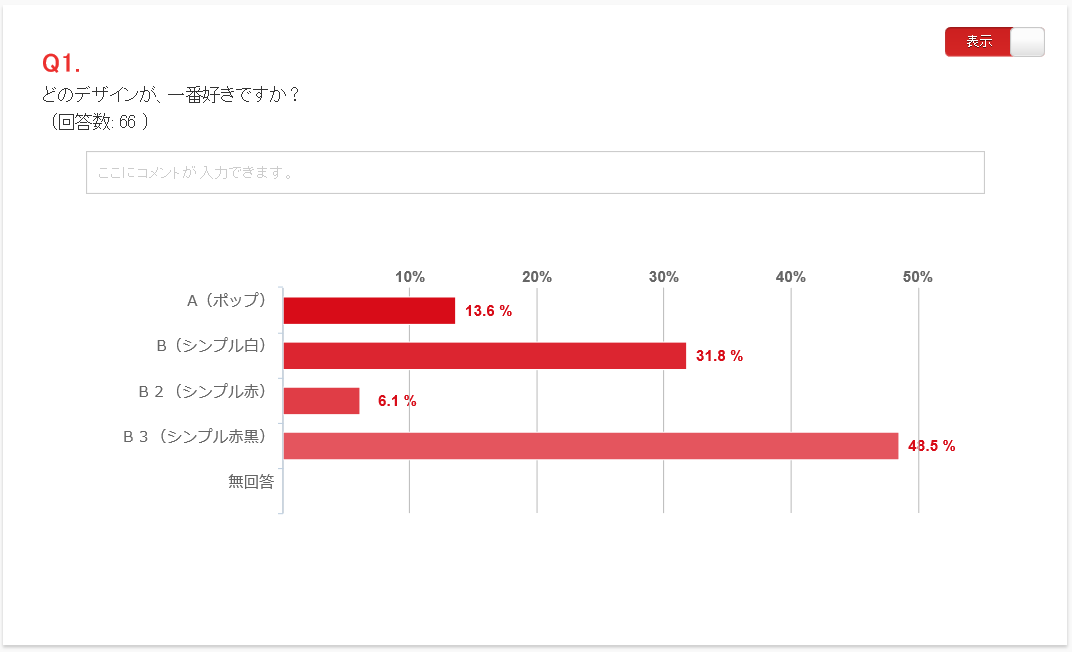 表示
Q1.
どのデザインが、一番好きですか？
（回答数: 66 ）
ここにコメントが入力できます。
10% 20% 30% 40% 50%
A（ポップ） 13.6 %
B（シンプル白） 31.8 %
B２（シンプル赤） 6.1 %
B３（シンプル赤黒） 48.5 %
無回答